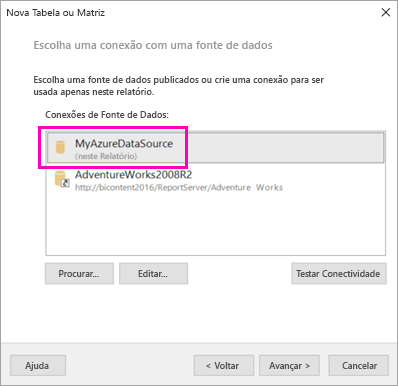 Nova Tabela ou Matriz
Escolha uma conexão com uma fonte de dados
Escolha uma fonte de dados publicados ou crie uma conexão para ser
usada apenas neste relatório.
Conexões de Fonte de Dados:
MyAzureDataSource
(neste Relatório)
AdventureWorks2008R2
http://bicontent2016/ReportServer/Adventure Works
Procurar... Editar... Testar Conectividade
Ajuda < Voltar Avançar > Cancelar